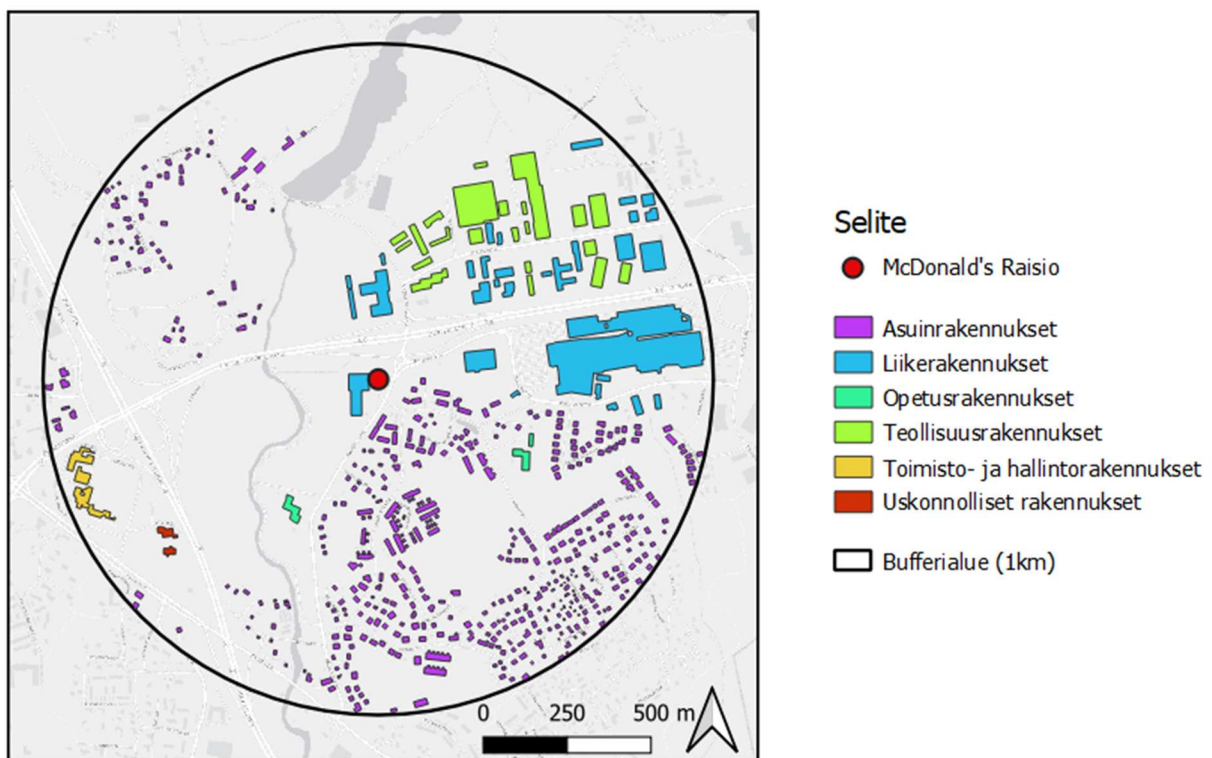 Selite
McDonald's Raisio
Asuinrakennukset
Liikerakennukset
Opetusrakennukset
Teollisuusrakennukset
Toimisto- ja hallintorakennukset
Uskonnolliset rakennukset
Bufferialue (1km)
0 250 500 m